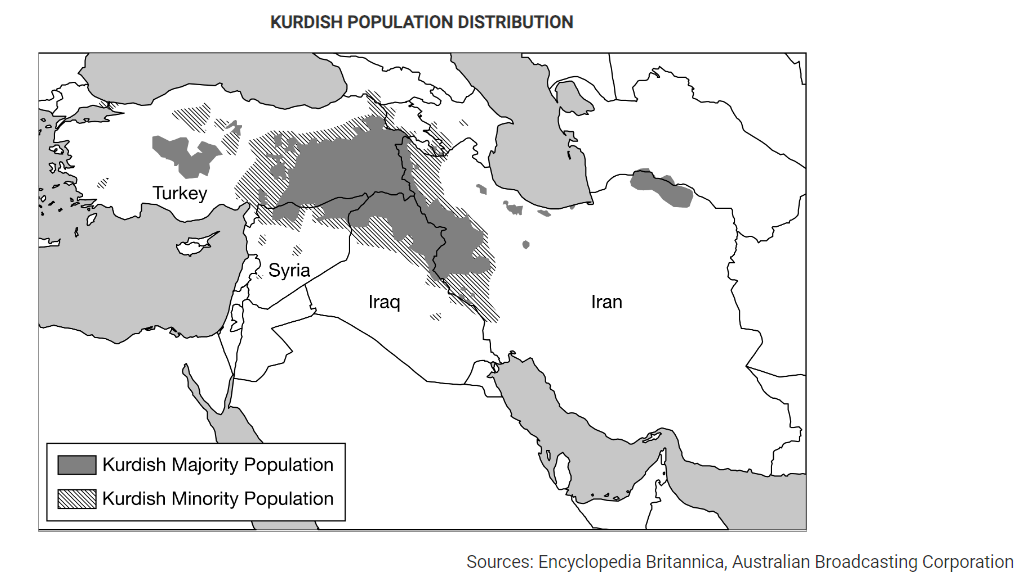 KURDISH POPULATION DISTRIBUTION
Turkey
Syria
Iraq
Iran
Kurdish Majority Population
Kurdish Minority Population
Sources: Encyclopedia Britannica, Australian Broadcasting Corporation